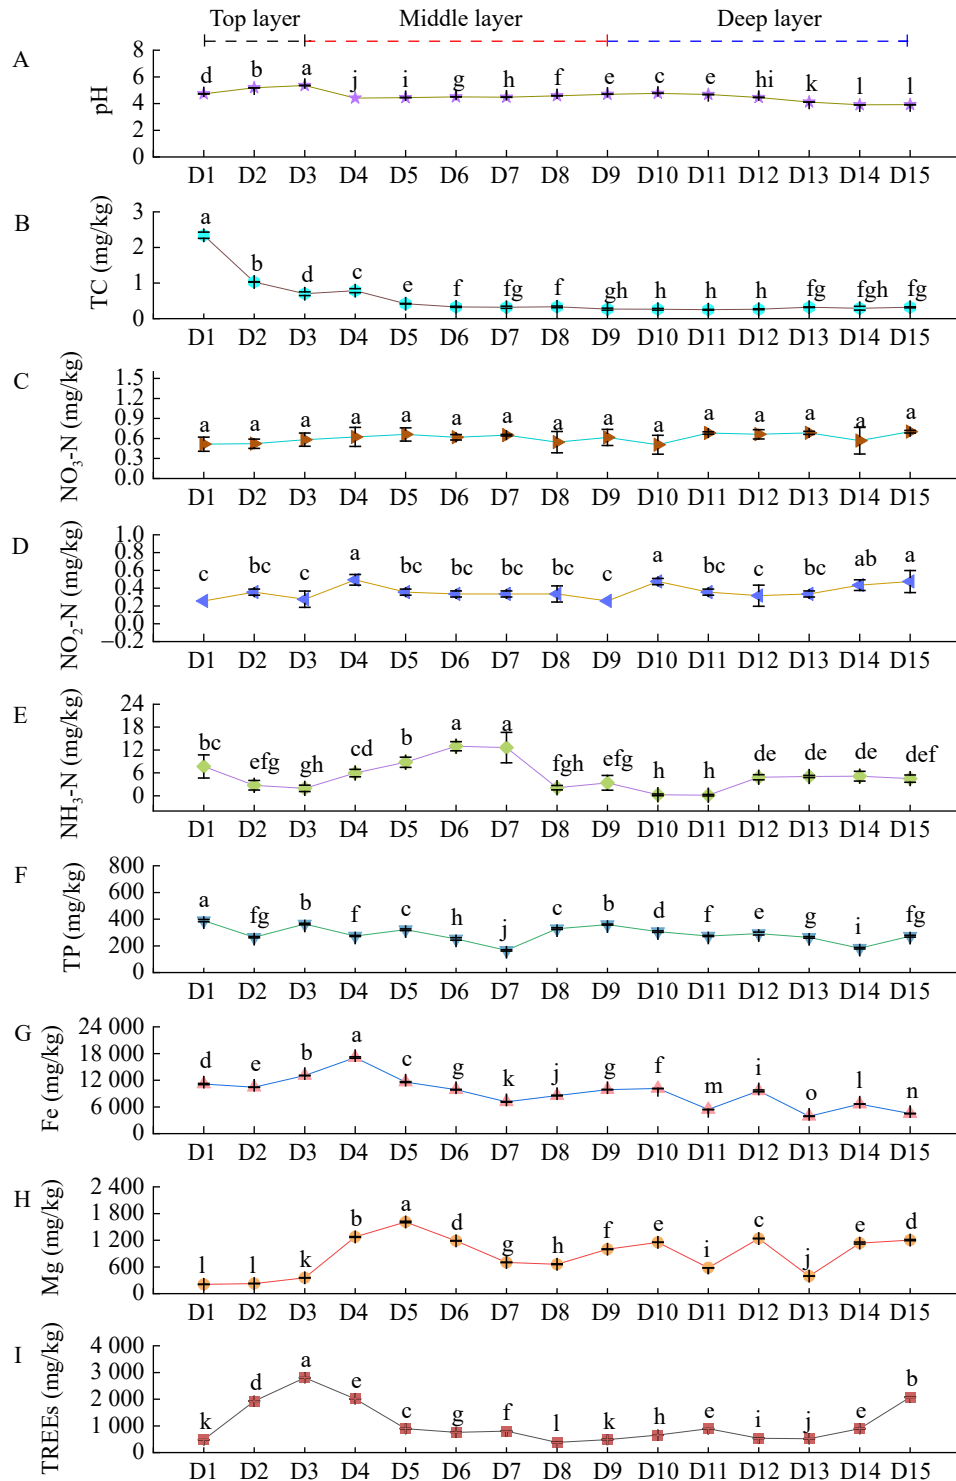 Top layer Middle layer Deep layer
A
pH
8
6
4
2
0
d b a j i g h f e c e hi k l l
D1 D2 D3 D4 D5 D6 D7 D8 D9 D10 D11 D12 D13 D14 D15
B
TC (mg/kg)
3
2
1
0
a b d c e f fg f gh h h h fg fgh fg
D1 D2 D3 D4 D5 D6 D7 D8 D9 D10 D11 D12 D13 D14 D15
C
NO3-N (mg/kg)
1.5
1.2
0.9
0.6
0.3
0.0
a a a a a a a a a a a a a a a
D1 D2 D3 D4 D5 D6 D7 D8 D9 D10 D11 D12 D13 D14 D15
D
NO2-N (mg/kg)
1.0
0.8
0.6
0.4
0.2
0.0
−0.2
c bc c a bc bc bc bc c a bc c bc ab a
D1 D2 D3 D4 D5 D6 D7 D8 D9 D10 D11 D12 D13 D14 D15
E
NH3-N (mg/kg)
24
18
12
6
0
bc efg gh cd b a a fgh efg h h de de de def
D1 D2 D3 D4 D5 D6 D7 D8 D9 D10 D11 D12 D13 D14 D15
F
TP (mg/kg)
800
600
400
200
0
a fg b f c h j c b d f e g i fg
D1 D2 D3 D4 D5 D6 D7 D8 D9 D10 D11 D12 D13 D14 D15
G
Fe (mg/kg)
24 000
18 000
12 000
6 000
0
d e b a c g k j g f m i o l n
D1 D2 D3 D4 D5 D6 D7 D8 D9 D10 D11 D12 D13 D14 D15
H
Mg (mg/kg)
2 400
1 800
1 200
600
0
l l k b a d g h f e i c j e d
D1 D2 D3 D4 D5 D6 D7 D8 D9 D10 D11 D12 D13 D14 D15
I
TREEs (mg/kg)
4 000
3 000
2 000
1 000
0
k d a e c g f l k h e i j e b
D1 D2 D3 D4 D5 D6 D7 D8 D9 D10 D11 D12 D13 D14 D15